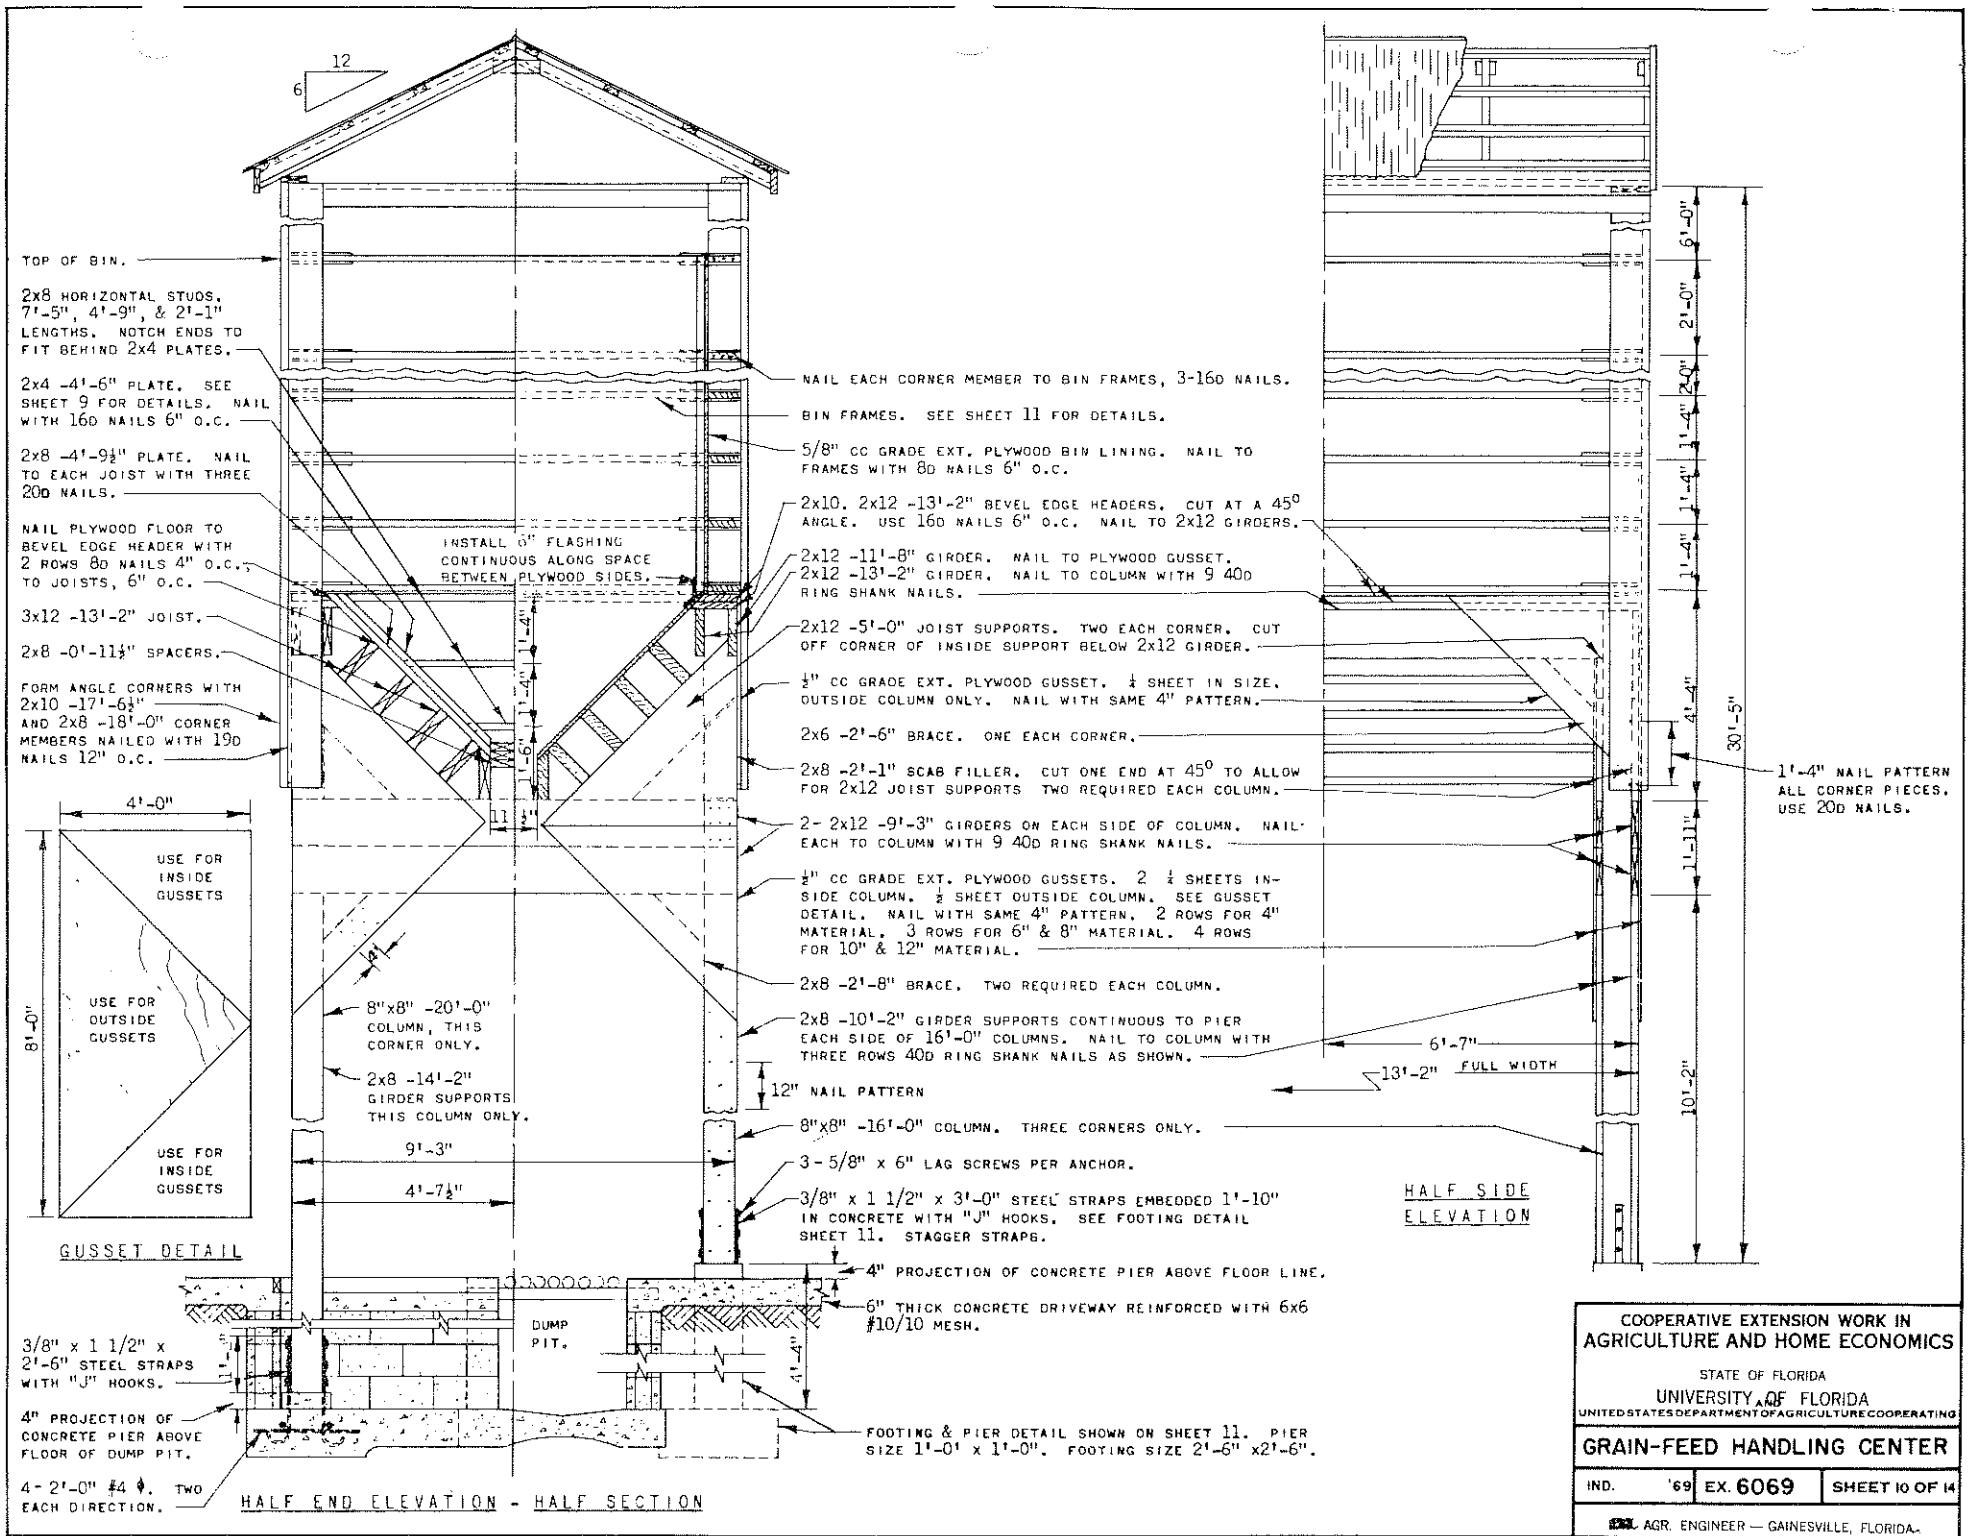 12
6
TOP OF BIN.
2x8 HORIZONTAL STUDS,
7'-5", 4'-9", & 2'-1"
LENGTHS. NOTCH ENDS TO
FIT BEHIND 2x4 PLATES.
2x4 -4'-6" PLATE. SEE
SHEET 9 FOR DETAILS. NAIL
WITH 16D NAILS 6" O.C.
2x8 -4'-9½" PLATE. NAIL
TO EACH JOIST WITH THREE
20D NAILS.
NAIL PLYWOOD FLOOR TO
BEVEL EDGE HEADER WITH
2 ROWS 8D NAILS 4" O.C.,
TO JOISTS, 6" O.C.
3x12 -13'-2" JOIST.
2x8 -0'-11½" SPACERS.
FORM ANGLE CORNERS WITH
2x10 -17'-6½"
AND 2x8 -18'-0" CORNER
MEMBERS NAILED WITH 19D
NAILS 12" O.C.
INSTALL 6" FLASHING
CONTINUOUS ALONG SPACE
BETWEEN PLYWOOD SIDES.
1'-4"
1'-4"
1'-6"
11 ½"
4'
4'-0"
8'-0"
USE FOR
INSIDE
GUSSETS
USE FOR
OUTSIDE
GUSSETS
USE FOR
INSIDE
GUSSETS
GUSSET DETAIL
8"x8" -20'-0"
COLUMN, THIS
CORNER ONLY.
2x8 -14'-2"
GIRDER SUPPORTS
THIS COLUMN ONLY.
9'-3"
4'-7½"
DUMP
PIT.
3/8" x 1 1/2" x
2'-6" STEEL STRAPS
WITH "J" HOOKS.
4" PROJECTION OF
CONCRETE PIER ABOVE
FLOOR OF DUMP PIT.
4 - 2'-0" #4 ɸ. TWO
EACH DIRECTION.
HALF END ELEVATION - HALF SECTION
NAIL EACH CORNER MEMBER TO BIN FRAMES, 3-16D NAILS.
BIN FRAMES. SEE SHEET 11 FOR DETAILS.
5/8" CC GRADE EXT. PLYWOOD BIN LINING. NAIL TO
FRAMES WITH 8D NAILS 6" O.C.
2x10, 2x12 -13'-2" BEVEL EDGE HEADERS. CUT AT A 45°
ANGLE. USE 16D NAILS 6" O.C. NAIL TO 2x12 GIRDERS.
2x12 -11'-8" GIRDER. NAIL TO PLYWOOD GUSSET.
2x12 -13'-2" GIRDER. NAIL TO COLUMN WITH 9 40D
RING SHANK NAILS.
2x12 -5'-0" JOIST SUPPORTS. TWO EACH CORNER. CUT
OFF CORNER OF INSIDE SUPPORT BELOW 2x12 GIRDER.
½" CC GRADE EXT. PLYWOOD GUSSET. ¼ SHEET IN SIZE.
OUTSIDE COLUMN ONLY. NAIL WITH SAME 4" PATTERN.
2x6 -2'-6" BRACE. ONE EACH CORNER.
2x8 -2'-1" SCAB FILLER. CUT ONE END AT 45° TO ALLOW
FOR 2x12 JOIST SUPPORTS TWO REQUIRED EACH COLUMN.
2- 2x12 -9'-3" GIRDERS ON EACH SIDE OF COLUMN. NAIL
EACH TO COLUMN WITH 9 40D RING SHANK NAILS.
½" CC GRADE EXT. PLYWOOD GUSSETS. 2 ¼ SHEETS IN-
SIDE COLUMN. ½ SHEET OUTSIDE COLUMN. SEE GUSSET
DETAIL. NAIL WITH SAME 4" PATTERN. 2 ROWS FOR 4"
MATERIAL. 3 ROWS FOR 6" & 8" MATERIAL. 4 ROWS
FOR 10" & 12" MATERIAL.
2x8 -2'-8" BRACE. TWO REQUIRED EACH COLUMN.
2x8 -10'-2" GIRDER SUPPORTS CONTINUOUS TO PIER
EACH SIDE OF 16'-0" COLUMNS. NAIL TO COLUMN WITH
THREE ROWS 40D RING SHANK NAILS AS SHOWN.
12" NAIL PATTERN
8"x8" -16'-0" COLUMN. THREE CORNERS ONLY.
3 - 5/8" x 6" LAG SCREWS PER ANCHOR.
3/8" x 1 1/2" x 3'-0" STEEL STRAPS EMBEDDED 1'-10"
IN CONCRETE WITH "J" HOOKS. SEE FOOTING DETAIL
SHEET 11. STAGGER STRAPS.
4" PROJECTION OF CONCRETE PIER ABOVE FLOOR LINE.
6" THICK CONCRETE DRIVEWAY REINFORCED WITH 6x6
#10/10 MESH.
4'-4"
FOOTING & PIER DETAIL SHOWN ON SHEET 11. PIER
SIZE 1'-0' x 1'-0". FOOTING SIZE 2'-6" x2'-6".
6'-0"
2'-0"
2'-0"
1'-4"
1'-4"
1'-4"
4'-4"
1'-11"
10'-2"
30'-5"
1'-4" NAIL PATTERN
ALL CORNER PIECES.
USE 20D NAILS.
6'-7"
13'-2" FULL WIDTH
HALF SIDE
ELEVATION
COOPERATIVE EXTENSION WORK IN
AGRICULTURE AND HOME ECONOMICS
STATE OF FLORIDA
UNIVERSITY OF FLORIDA
AND
UNITED STATES DEPARTMENT OF AGRICULTURE COOPERATING
GRAIN-FEED HANDLING CENTER
IND. '69 EX. 6069 SHEET 10 OF 14
AGR. ENGINEER — GAINESVILLE, FLORIDA